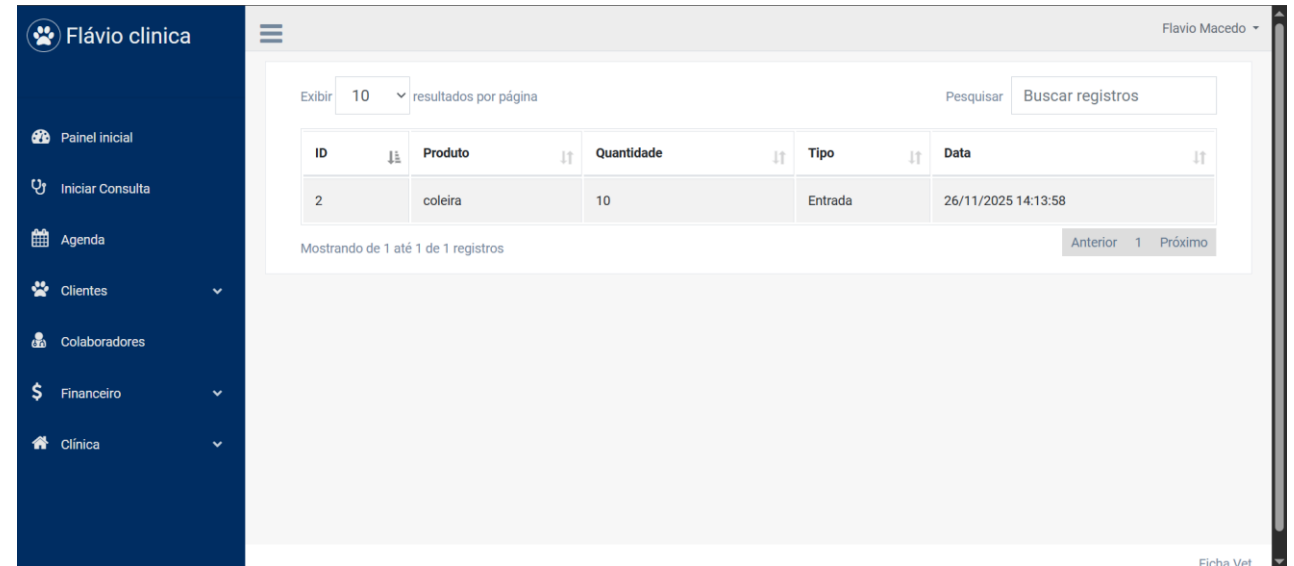 Flávio clinica
Flavio Macedo
Painel inicial
Iniciar Consulta
Agenda
Clientes
Colaboradores
Financeiro
Clínica
Exibir 10 resultados por página
Pesquisar Buscar registros
ID Produto Quantidade Tipo Data
2 coleira 10 Entrada 26/11/2025 14:13:58
Mostrando de 1 até 1 de 1 registros
Anterior 1 Próximo
Ficha Vet